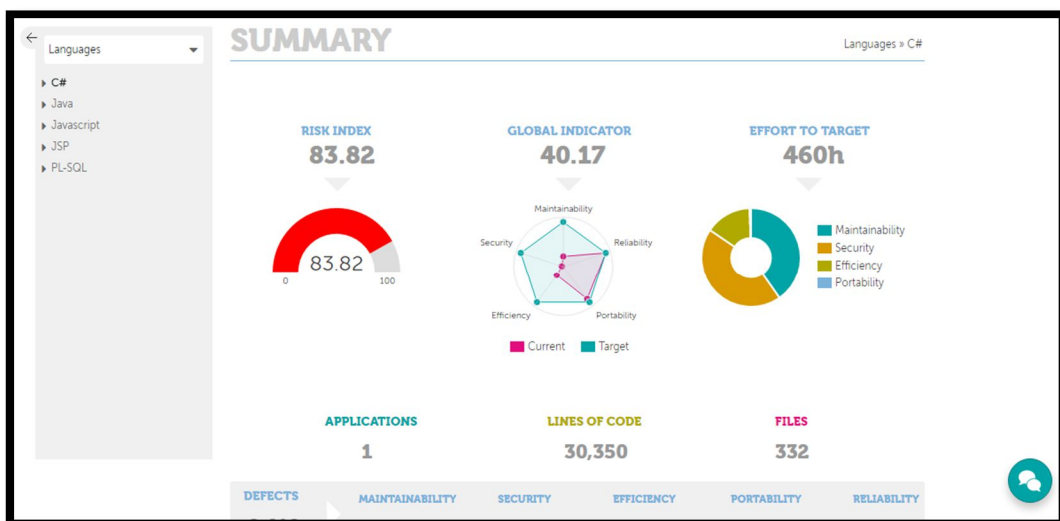 Languages
C#
Java
Javascript
JSP
PL-SQL
SUMMARY
Languages » C#
RISK INDEX
83.82
83.82
0
100
GLOBAL INDICATOR
40.17
Maintainability
Security
Reliability
Efficiency
Portability
Current
Target
EFFORT TO TARGET
460h
Maintainability
Security
Efficiency
Portability
APPLICATIONS
1
LINES OF CODE
30,350
FILES
332
DEFECTS
MAINTAINABILITY
SECURITY
EFFICIENCY
PORTABILITY
RELIABILITY